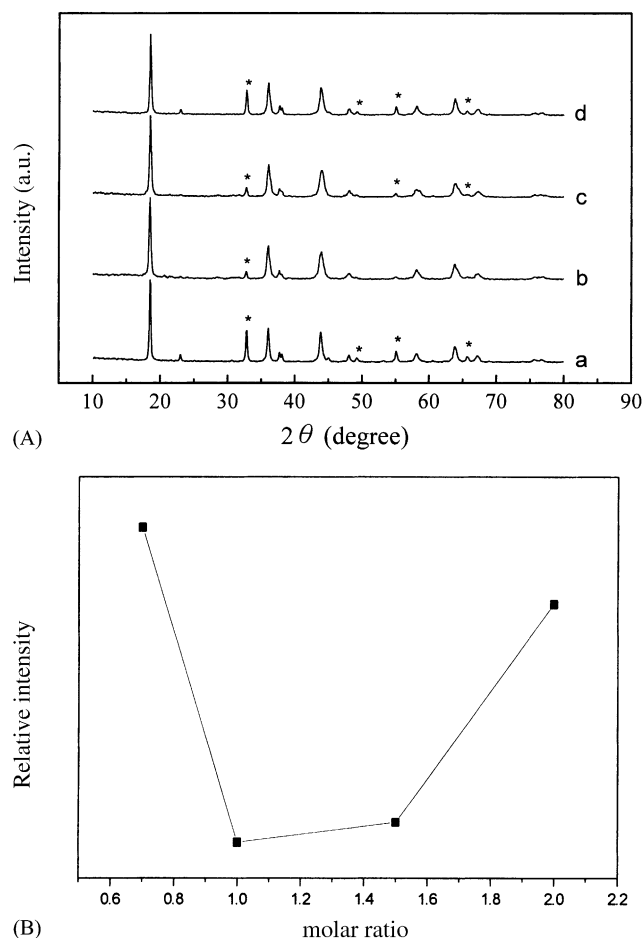 Intensity (a.u.)
* * * *
d
* * *
c
*
b
* * * *
a
10 20 30 40 50 60 70 80 90
2θ (degree)
(A)
Relative intensity
0.6 0.8 1.0 1.2 1.4 1.6 1.8 2.0 2.2
molar ratio
(B)